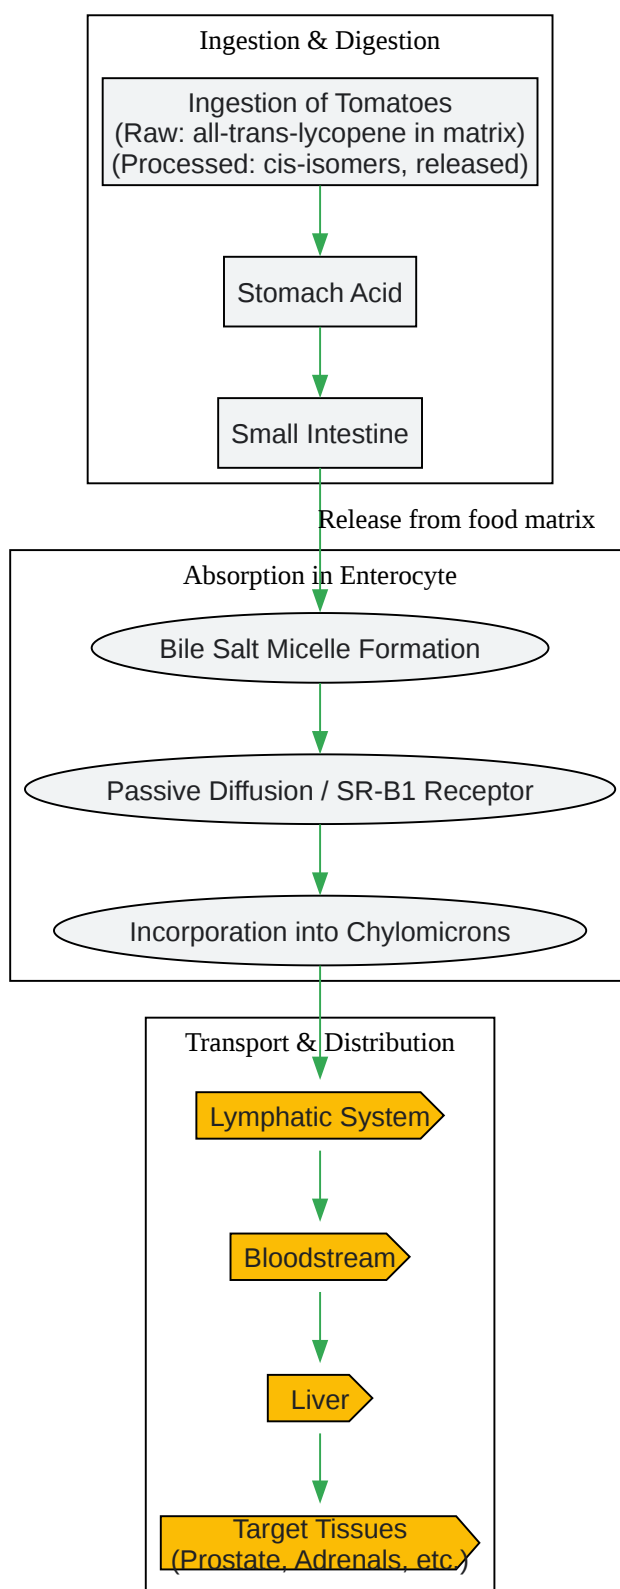 Ingestion & Digestion
Ingestion of Tomatoes
(Raw: all-trans-lycopene in matrix)
(Processed: cis-isomers, released)
Stomach Acid
Small Intestine
Release from food matrix
Absorption in Enterocyte
Bile Salt Micelle Formation
Passive Diffusion / SR-B1 Receptor
Incorporation into Chylomicrons
Transport & Distribution
Lymphatic System
Bloodstream
Liver
Target Tissues
(Prostate, Adrenals, etc.)